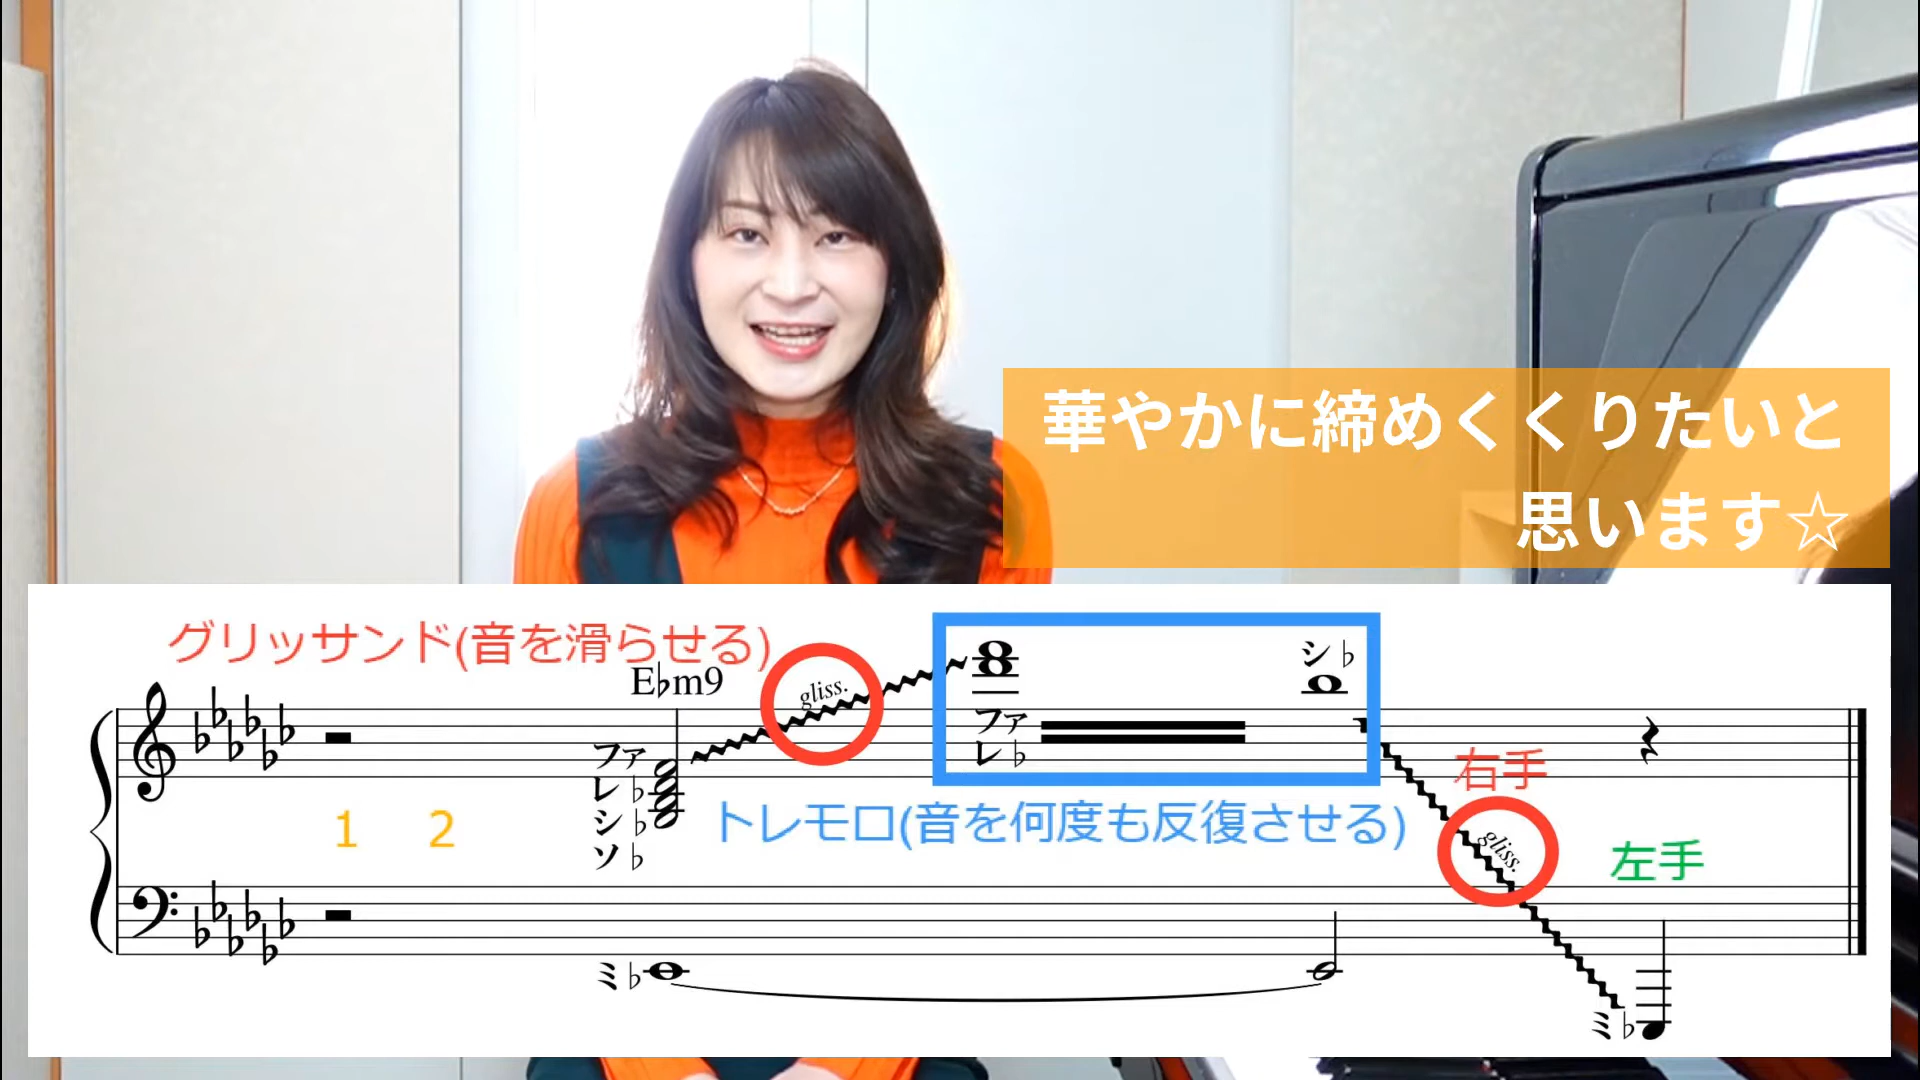 華やかに締めくくりたいと
思います☆
グリッサンド(音を滑らせる)
E♭m9
gliss.
シ♭
ファ
レ♭
ファ
レ♭
シ♭
ソ♭
1 2
トレモロ(音を何度も反復させる)
右手
gliss.
左手
ミ♭
ミ♭